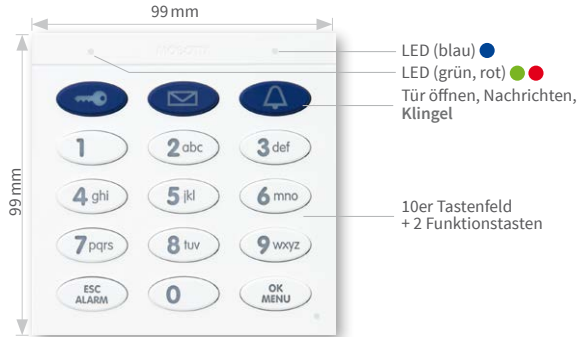 99 mm
MOBOTIX
LED (blau)
LED (grün, rot)
Tür öffnen, Nachrichten,
Klingel
99 mm
1
2 abc
3 def
4 ghi
5 jkl
6 mno
10er Tastenfeld
+ 2 Funktionstasten
7 pqrs
8 tuv
9 wxyz
ESC
ALARM
0
OK
MENU